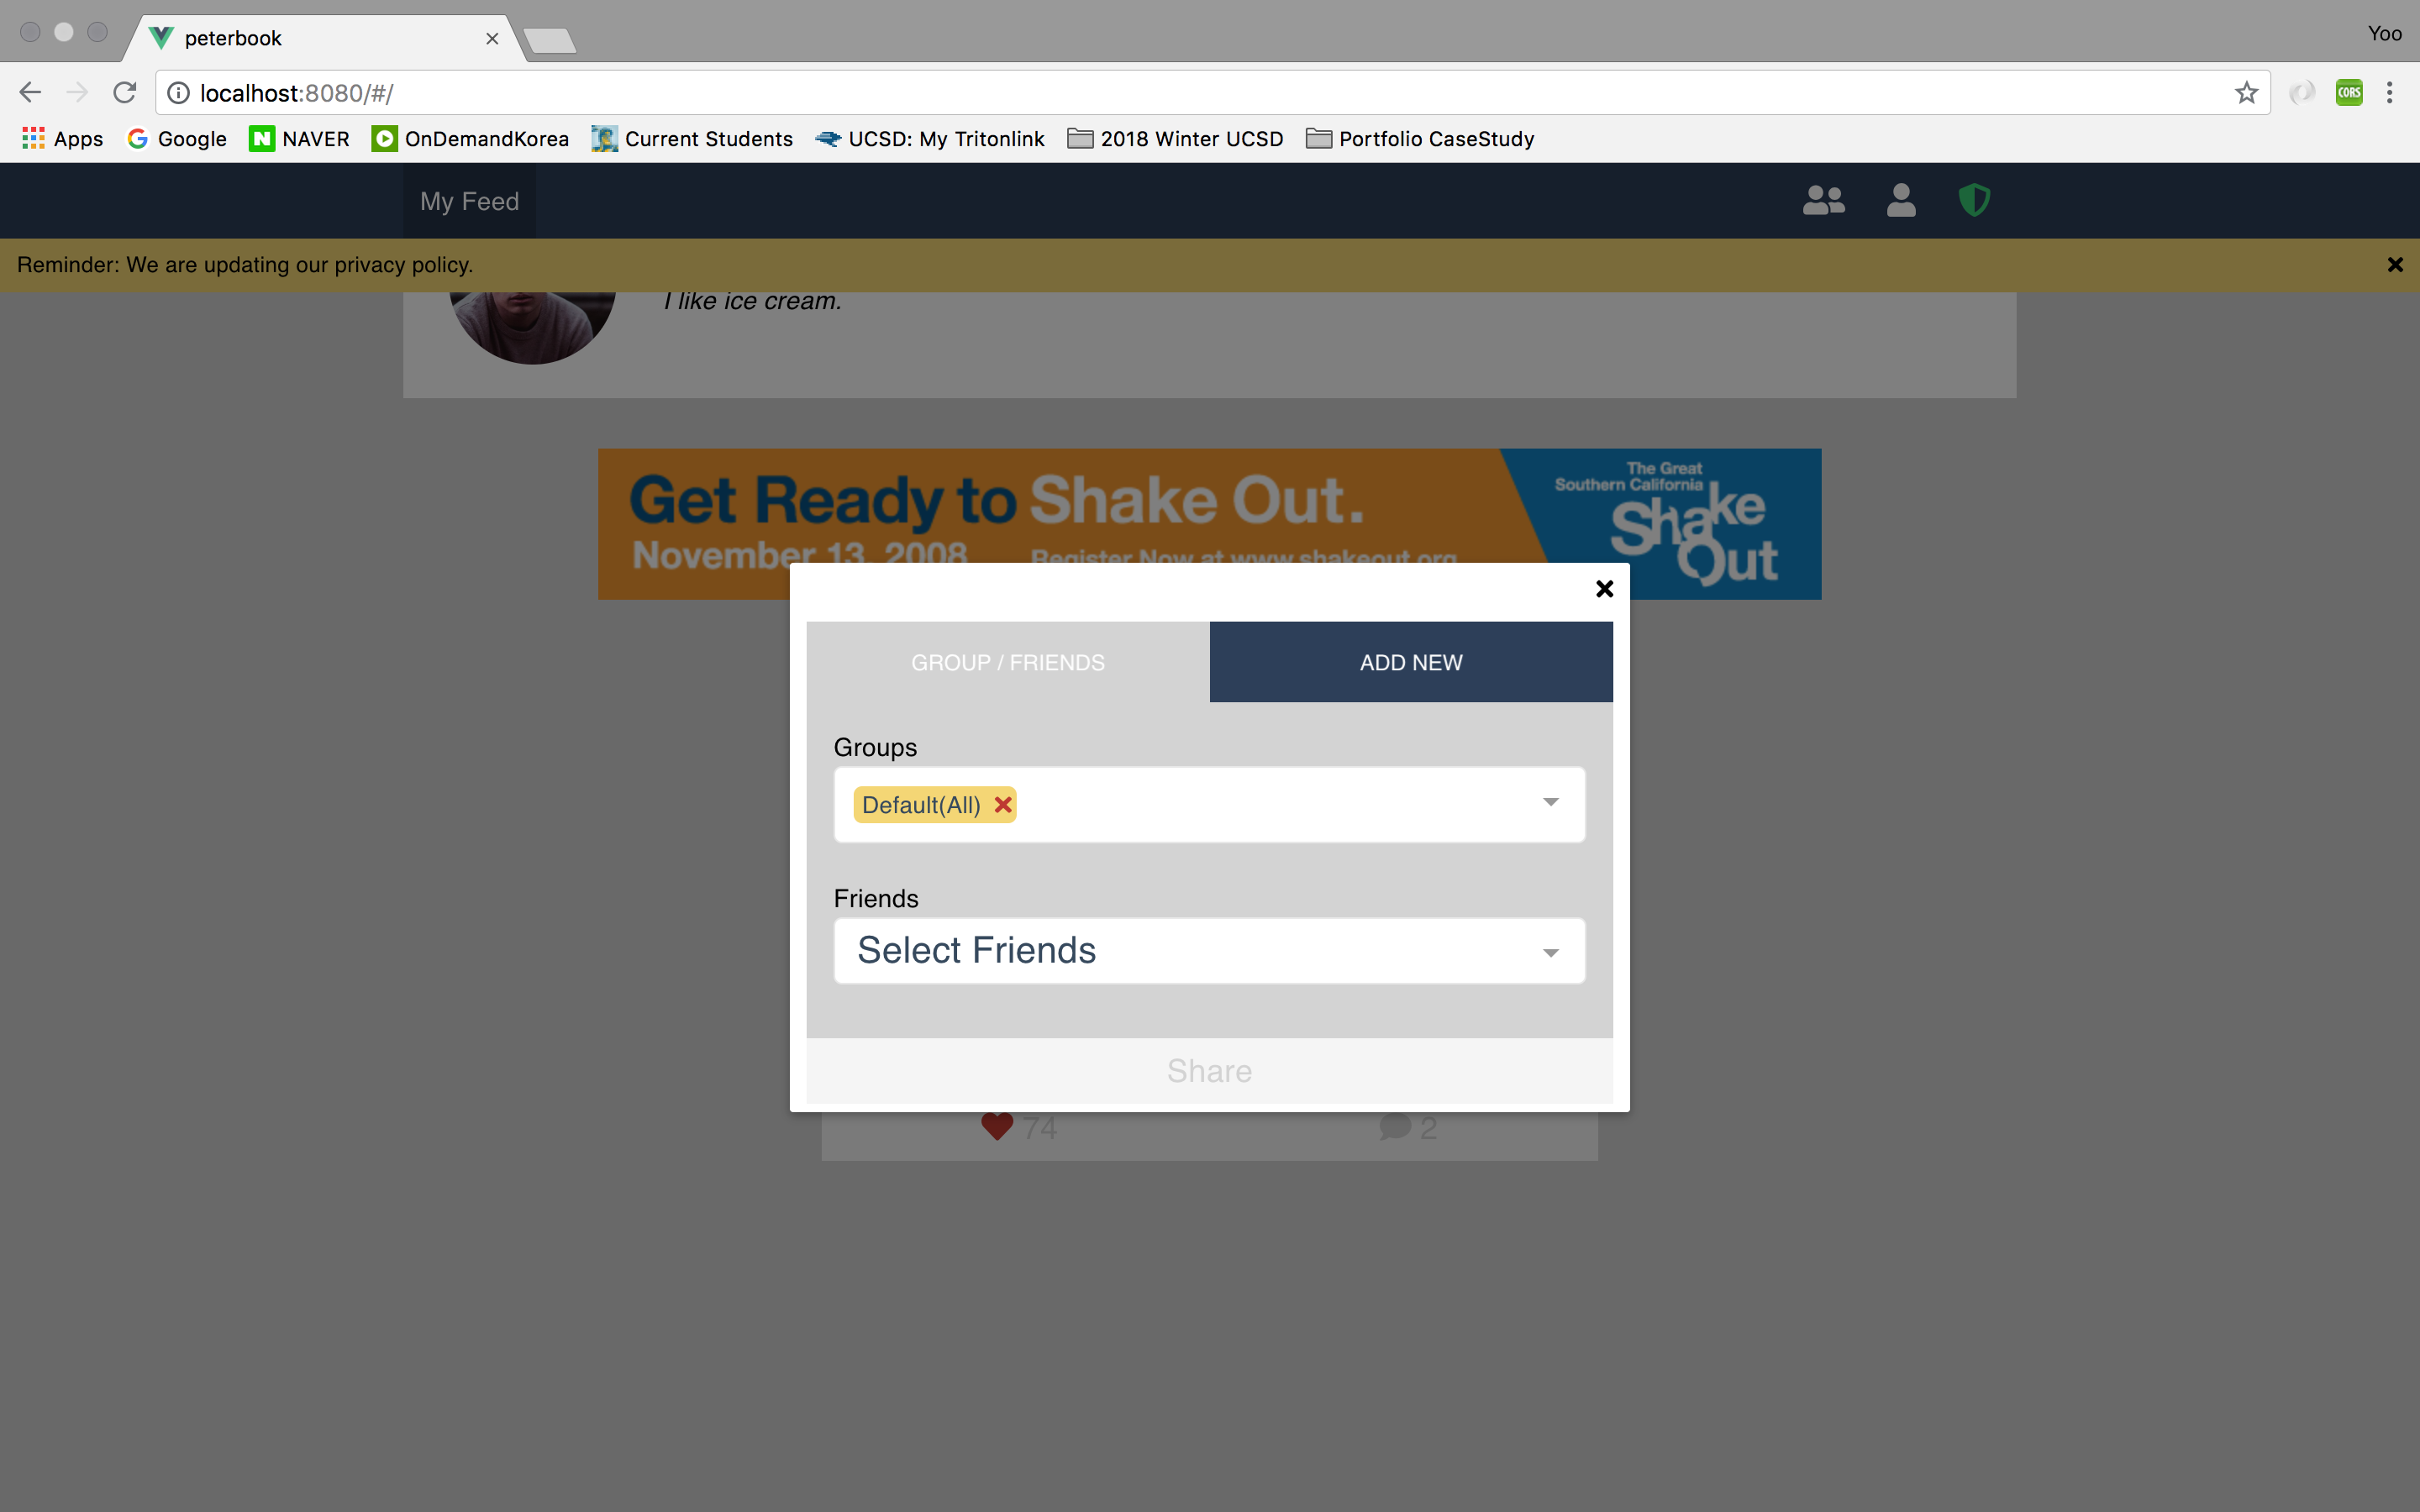 peterbook
Yoo
localhost:8080/#/
CORS
Apps Google NAVER OnDemandKorea Current Students UCSD: My Tritonlink 2018 Winter UCSD Portfolio CaseStudy
My Feed
Reminder: We are updating our privacy policy.
I like ice cream.
Get Ready to Shake Out.
November 13, 2008 Register Now at www.shakeout.org
The Great
Southern California
Shake
Out
GROUP / FRIENDS ADD NEW
Groups
Default(All)
Friends
Select Friends
Share
74 2